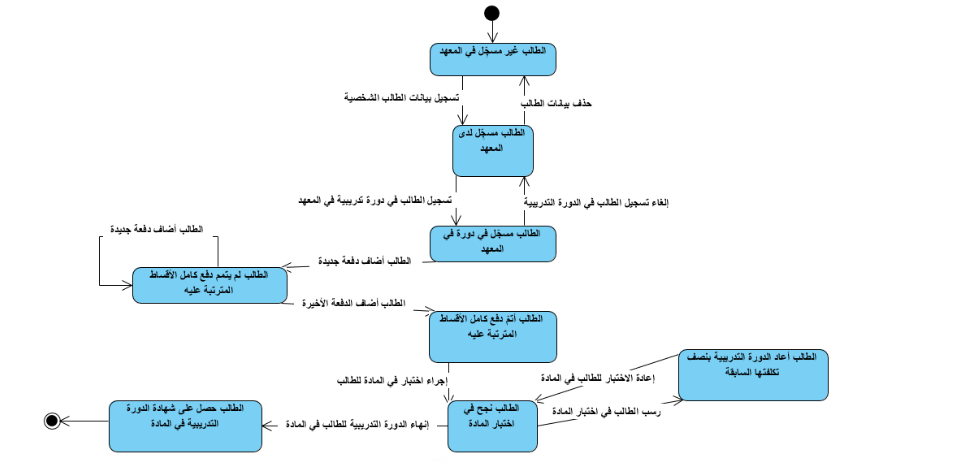 الطالب غير مسجّل في المعهد
تسجيل بيانات الطالب الشخصية
حذف بيانات الطالب
الطالب مسجّل لدى
المعهد
تسجيل الطالب في دورة تدريبية في المعهد
إلغاء تسجيل الطالب في الدورة التدريبية
الطالب مسجّل في دورة في
المعهد
الطالب أضاف دفعة جديدة
الطالب أضاف دفعة جديدة
الطالب لم يتمم دفع كامل الأقساط
المترتبة عليه
الطالب أضاف الدفعة الأخيرة
الطالب أتمّ دفع كامل الأقساط
المترتبة عليه
إجراء اختبار في المادة للطالب
إعادة الاختبار للطالب في المادة
الطالب أعاد الدورة التدريبية بنصف
تكلفتها السابقة
رسب الطالب في اختبار المادة
الطالب نجح في
اختبار المادة
إنهاء الدورة التدريبية للطالب في المادة
الطالب حصل على شهادة الدورة
التدريبية في المادة